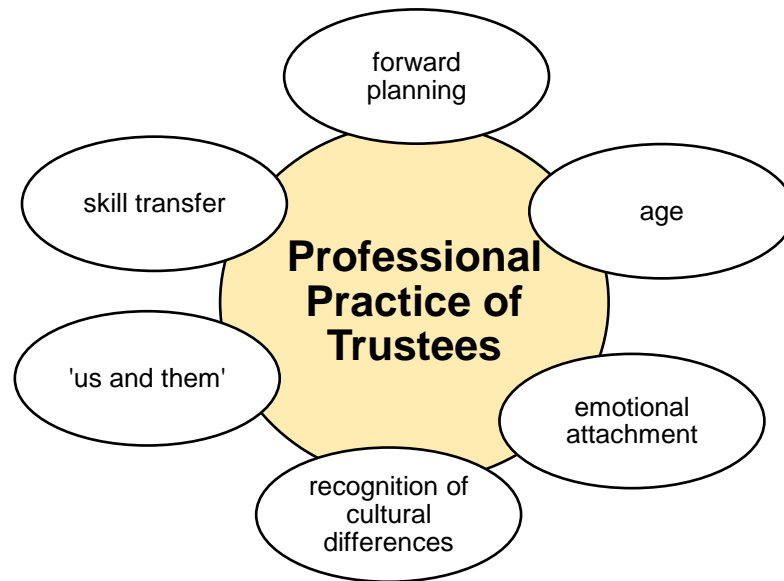 forward
planning
skill transfer
age
Professional
Practice of
Trustees
'us and them'
emotional
attachment
recognition of
cultural
differences